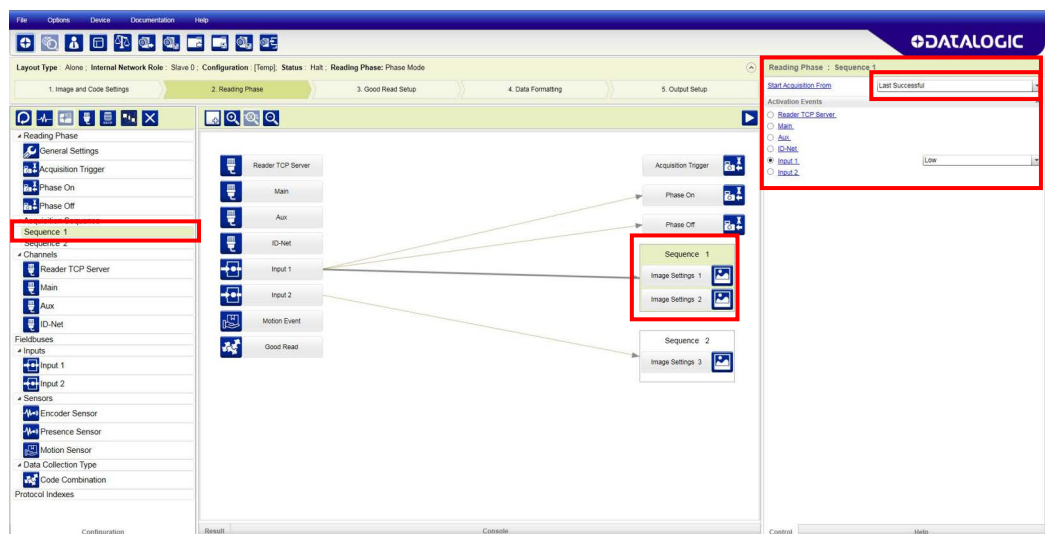 File Options Device Documentation Help
DATALOGIC
Layout Type : Alone ; Internal Network Role : Slave 0 ; Configuration : [Temp]; Status : Halt ; Reading Phase: Phase Mode
1. Image and Code Settings 2. Reading Phase 3. Good Read Setup 4. Data Formatting 5. Output Setup
Reading Phase
General Settings
Acquisition Trigger
Phase On
Phase Off
Acquisition Sequence
Sequence 1
Sequence 2
Channels
Reader TCP Server
Main
Aux
ID-Net
Fieldbuses
Inputs
Input 1
Input 2
Sensors
Encoder Sensor
Presence Sensor
Motion Sensor
Data Collection Type
Code Combination
Protocol Indexes
Configuration
Reader TCP Server
Main
Aux
ID-Net
Input 1
Input 2
Motion Event
Good Read
Acquisition Trigger
Phase On
Phase Off
Sequence 1
Image Settings 1
Image Settings 2
Sequence 2
Image Settings 3
Result Console
Reading Phase : Sequence 1
Start Acquisition From Last Successful
Activation Events
Reader TCP Server
Main
Aux
ID-Net
Input 1 Low
Input 2
Control Help